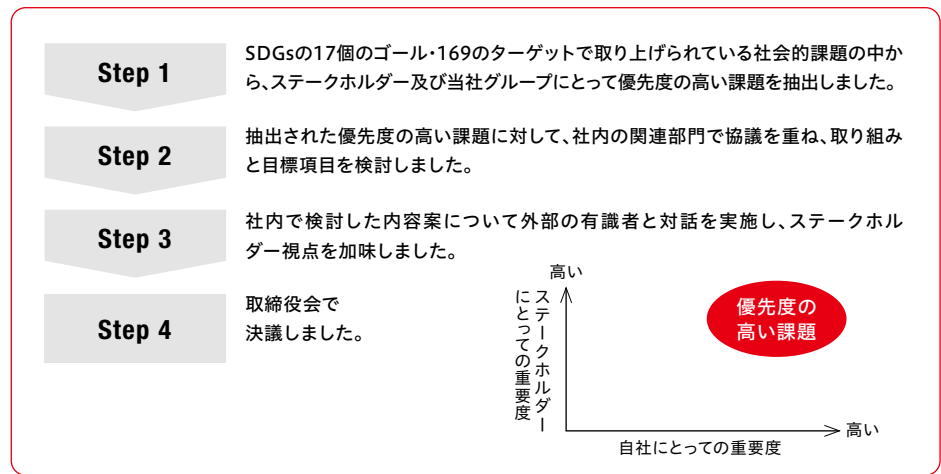 Step 1
SDGsの17個のゴール・169のターゲットで取り上げられている社会的課題の中か
ら、ステークホルダー及び当社グループにとって優先度の高い課題を抽出しました。
Step 2
抽出された優先度の高い課題に対して、社内の関連部門で協議を重ね、取り組み
と目標項目を検討しました。
Step 3
社内で検討した内容案について外部の有識者と対話を実施し、ステークホル
ダー視点を加味しました。
Step 4
取締役会で
決議しました。
高い
ステークホルダー
にとっての重要度
優先度の
高い課題
高い
自社にとっての重要度